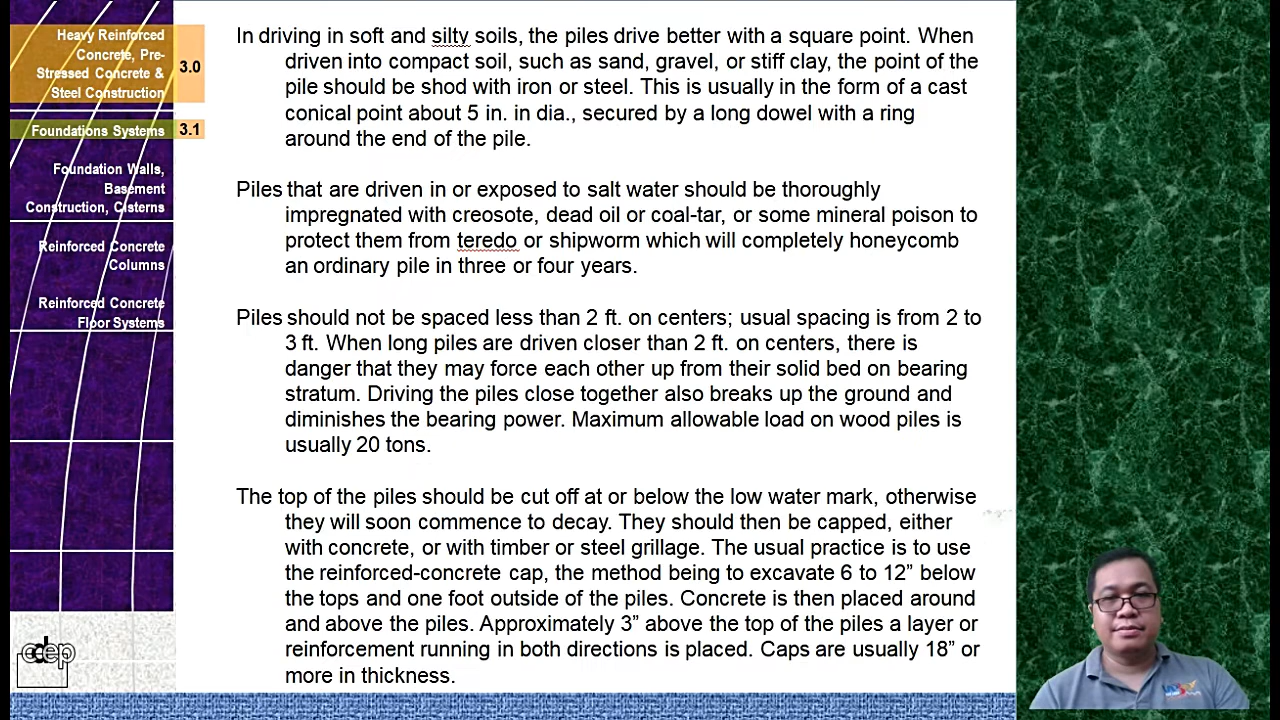 Heavy Reinforced
Concrete, Pre-
Stressed Concrete &
Steel Construction
3.0
Foundations Systems
3.1
Foundation Walls,
Basement
Construction, Cisterns
Reinforced Concrete
Columns
Reinforced Concrete
Floor Systems
In driving in soft and silty soils, the piles drive better with a square point. When
driven into compact soil, such as sand, gravel, or stiff clay, the point of the
pile should be shod with iron or steel. This is usually in the form of a cast
conical point about 5 in. in dia., secured by a long dowel with a ring
around the end of the pile.
Piles that are driven in or exposed to salt water should be thoroughly
impregnated with creosote, dead oil or coal-tar, or some mineral poison to
protect them from teredo or shipworm which will completely honeycomb
an ordinary pile in three or four years.
Piles should not be spaced less than 2 ft. on centers; usual spacing is from 2 to
3 ft. When long piles are driven closer than 2 ft. on centers, there is
danger that they may force each other up from their solid bed on bearing
stratum. Driving the piles close together also breaks up the ground and
diminishes the bearing power. Maximum allowable load on wood piles is
usually 20 tons.
The top of the piles should be cut off at or below the low water mark, otherwise
they will soon commence to decay. They should then be capped, either
with concrete, or with timber or steel grillage. The usual practice is to use
the reinforced-concrete cap, the method being to excavate 6 to 12” below
the tops and one foot outside of the piles. Concrete is then placed around
and above the piles. Approximately 3” above the top of the piles a layer or
reinforcement running in both directions is placed. Caps are usually 18” or
more in thickness.